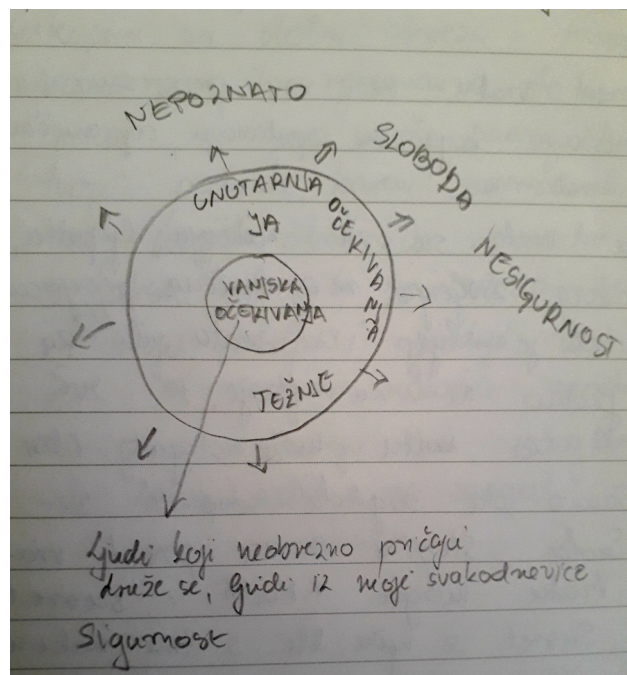 NEPOZNATO
SLOBODA
NESIGURNOST
UNUTARNJA
OČEKIVANJA
JA
VANJSKA
OČEKIVANJA
TEŽNJE
Ljudi koji neobvezno pričaju
druže se, ljudi iz moje svakodnevice
Sigurnost